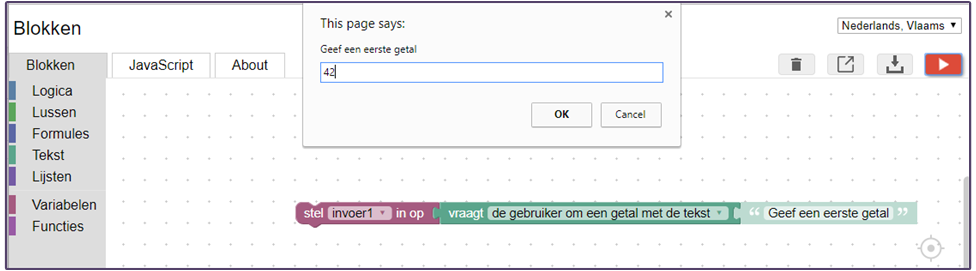 This page says:
Blokken
Nederlands, Vlaams
Geef een eerste getal
42
Blokken JavaScript About
Logica
Lussen
OK Cancel
Formules
Tekst
Lijsten
Variabelen
stel invoer1 in op vraagt de gebruiker om een getal met de tekst “ Geef een eerste getal ”
Functies